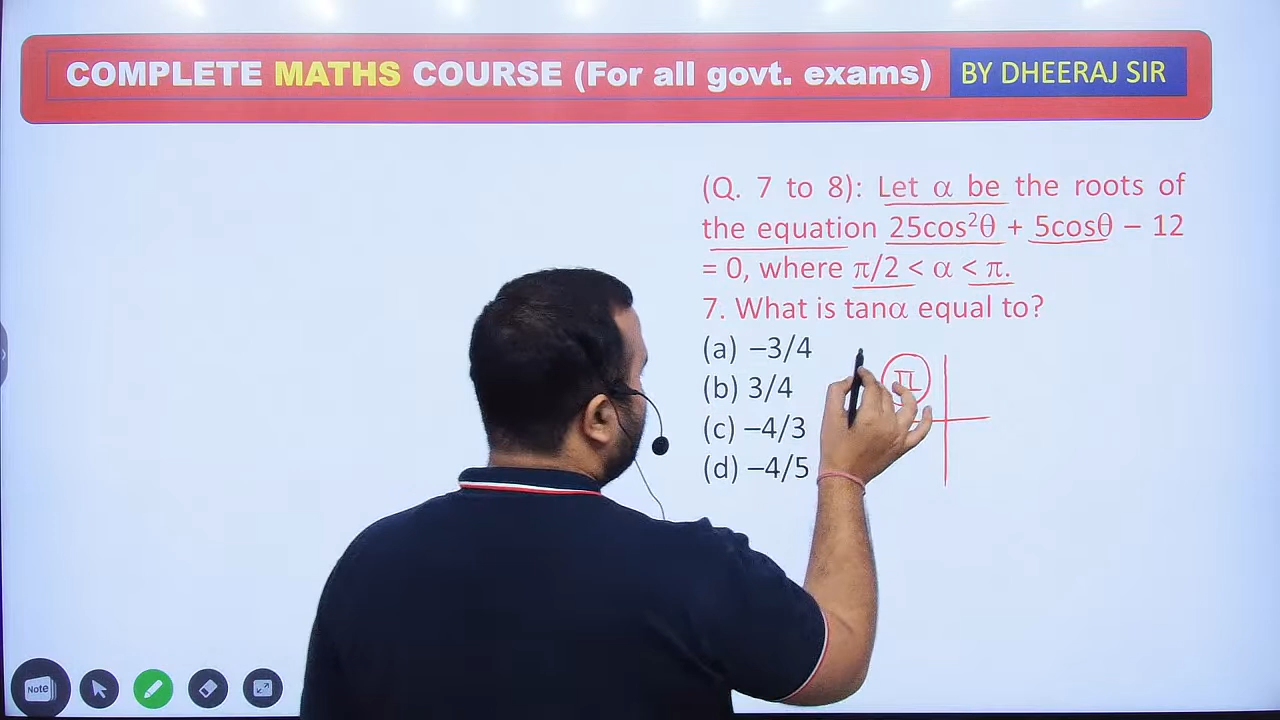 COMPLETE MATHS COURSE (For all govt. exams) BY DHEERAJ SIR
(Q. 7 to 8): Let α be the roots of
the equation 25cos²θ + 5cosθ – 12
= 0, where π/2 < α < π.
7. What is tanα equal to?
(a) –3/4
(b) 3/4
(c) –4/3
(d) –4/5
II
Note